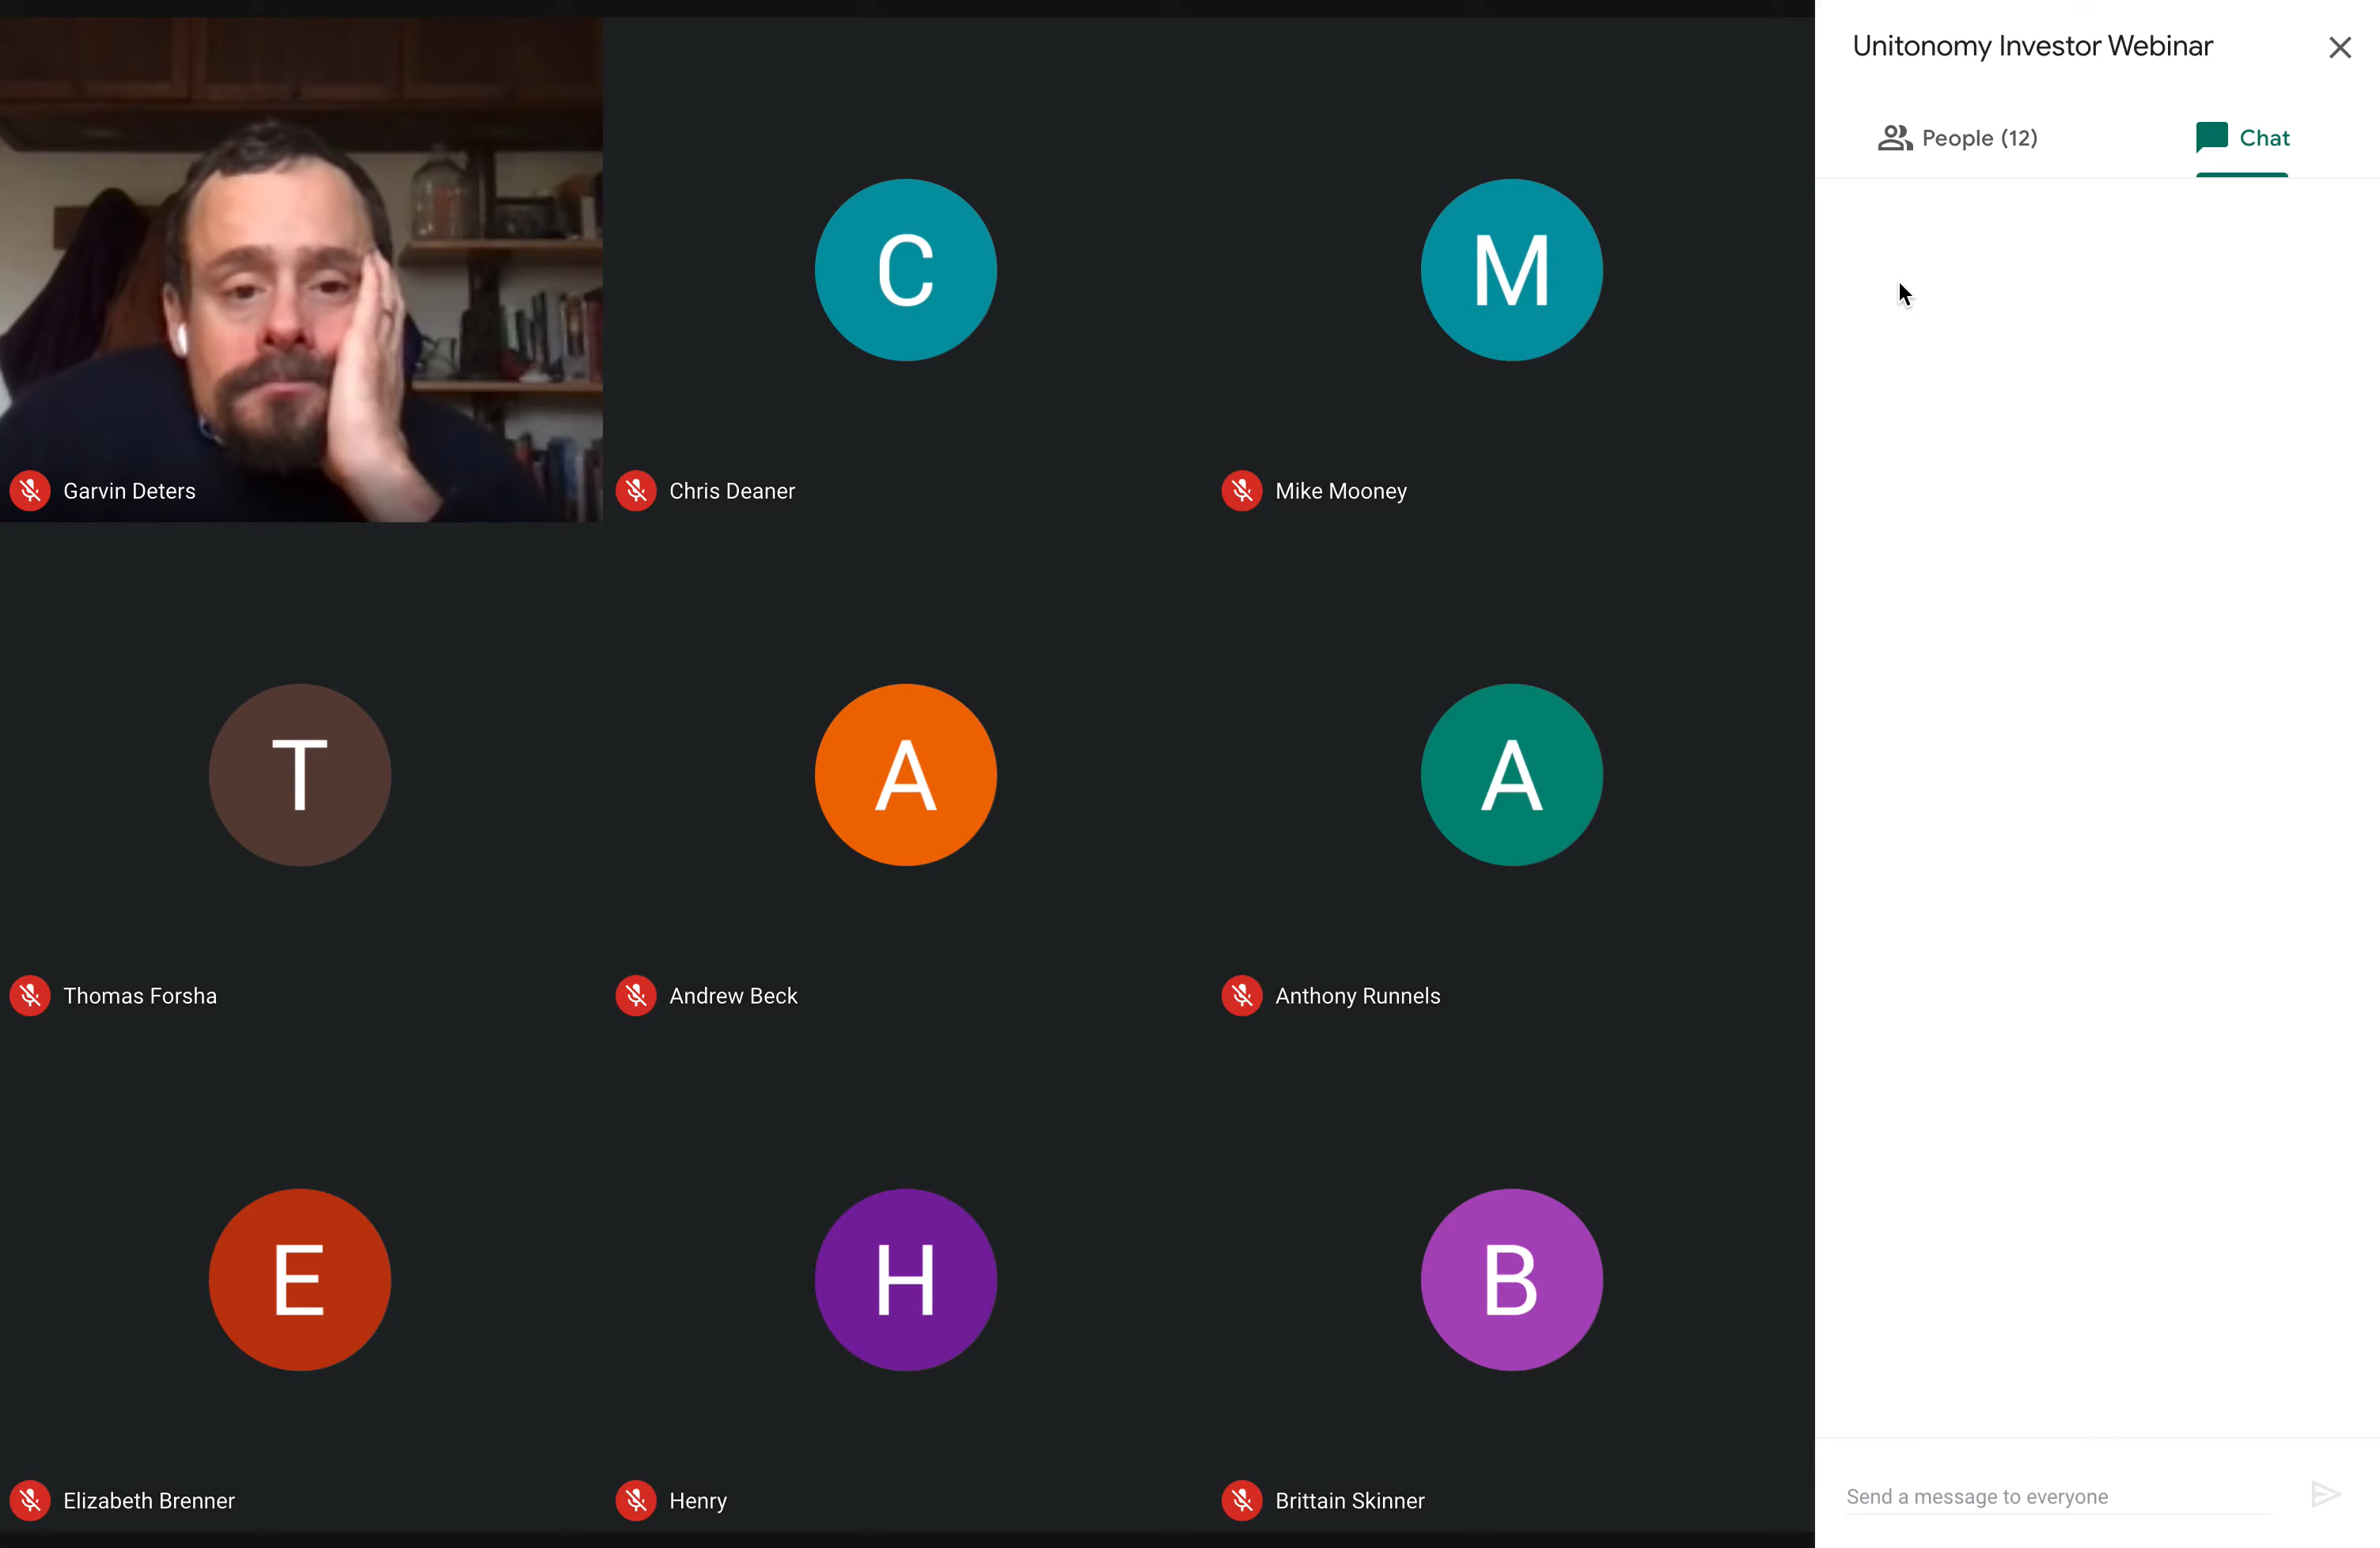 Unitonomy Investor Webinar
People (12)
Chat
C
M
Garvin Deters
Chris Deaner
Mike Mooney
T
A
A
Thomas Forsha
Andrew Beck
Anthony Runnels
E
H
B
Elizabeth Brenner
Henry
Brittain Skinner
Send a message to everyone